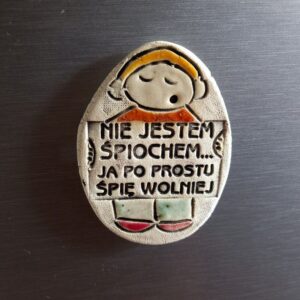 NIE JESTEM
ŚPIOCHEM...
JA PO PROSTU
ŚPIĘ WOLNIEJ